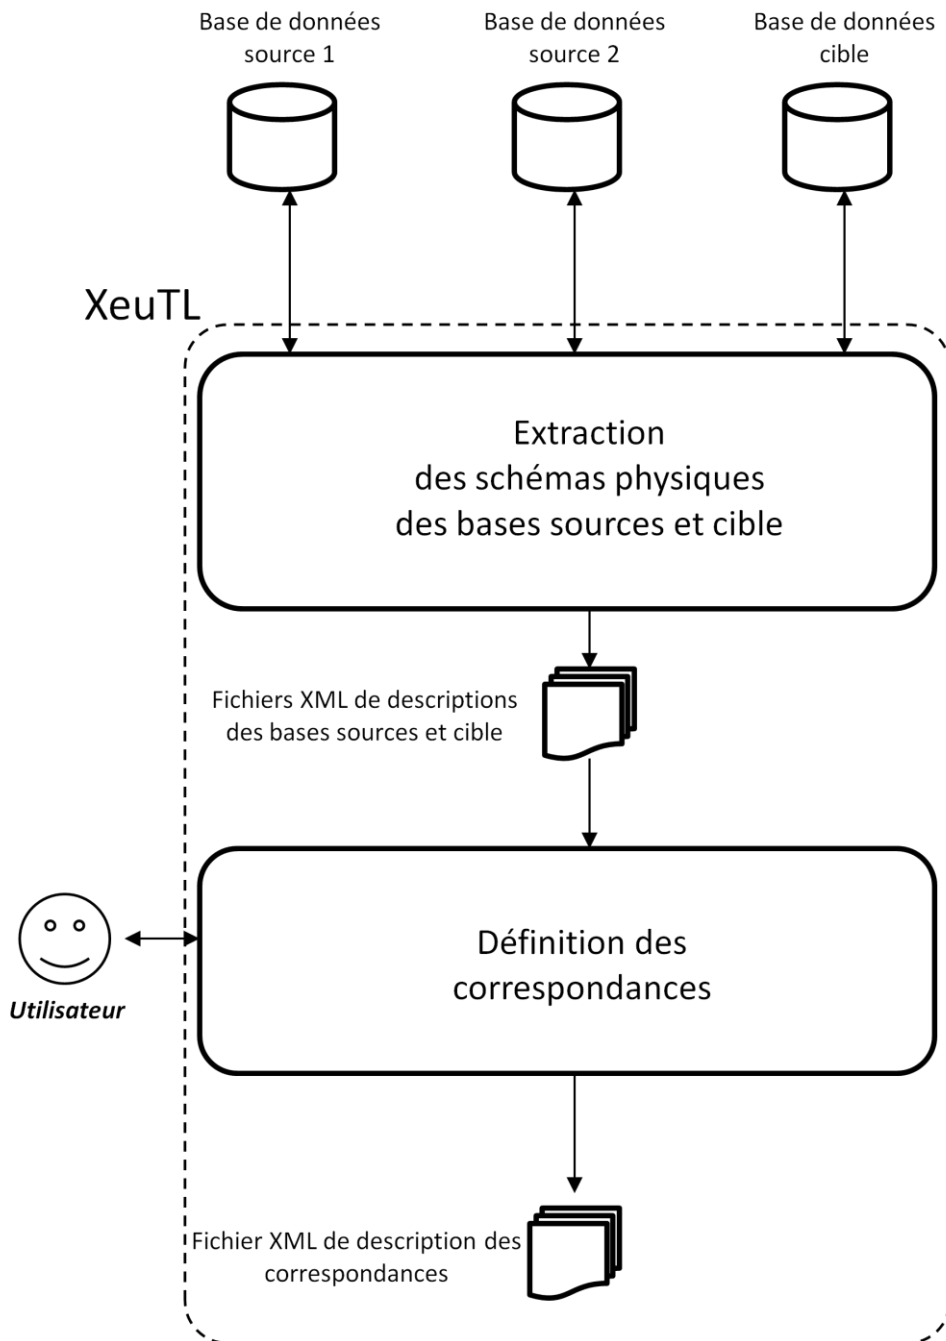 Base de données
source 1
Base de données
source 2
Base de données
cible
XeuTL
Extraction
des schémas physiques
des bases sources et cible
Fichiers XML de descriptions
des bases sources et cible
Définition des
correspondances
Utilisateur
Fichier XML de description des
correspondances